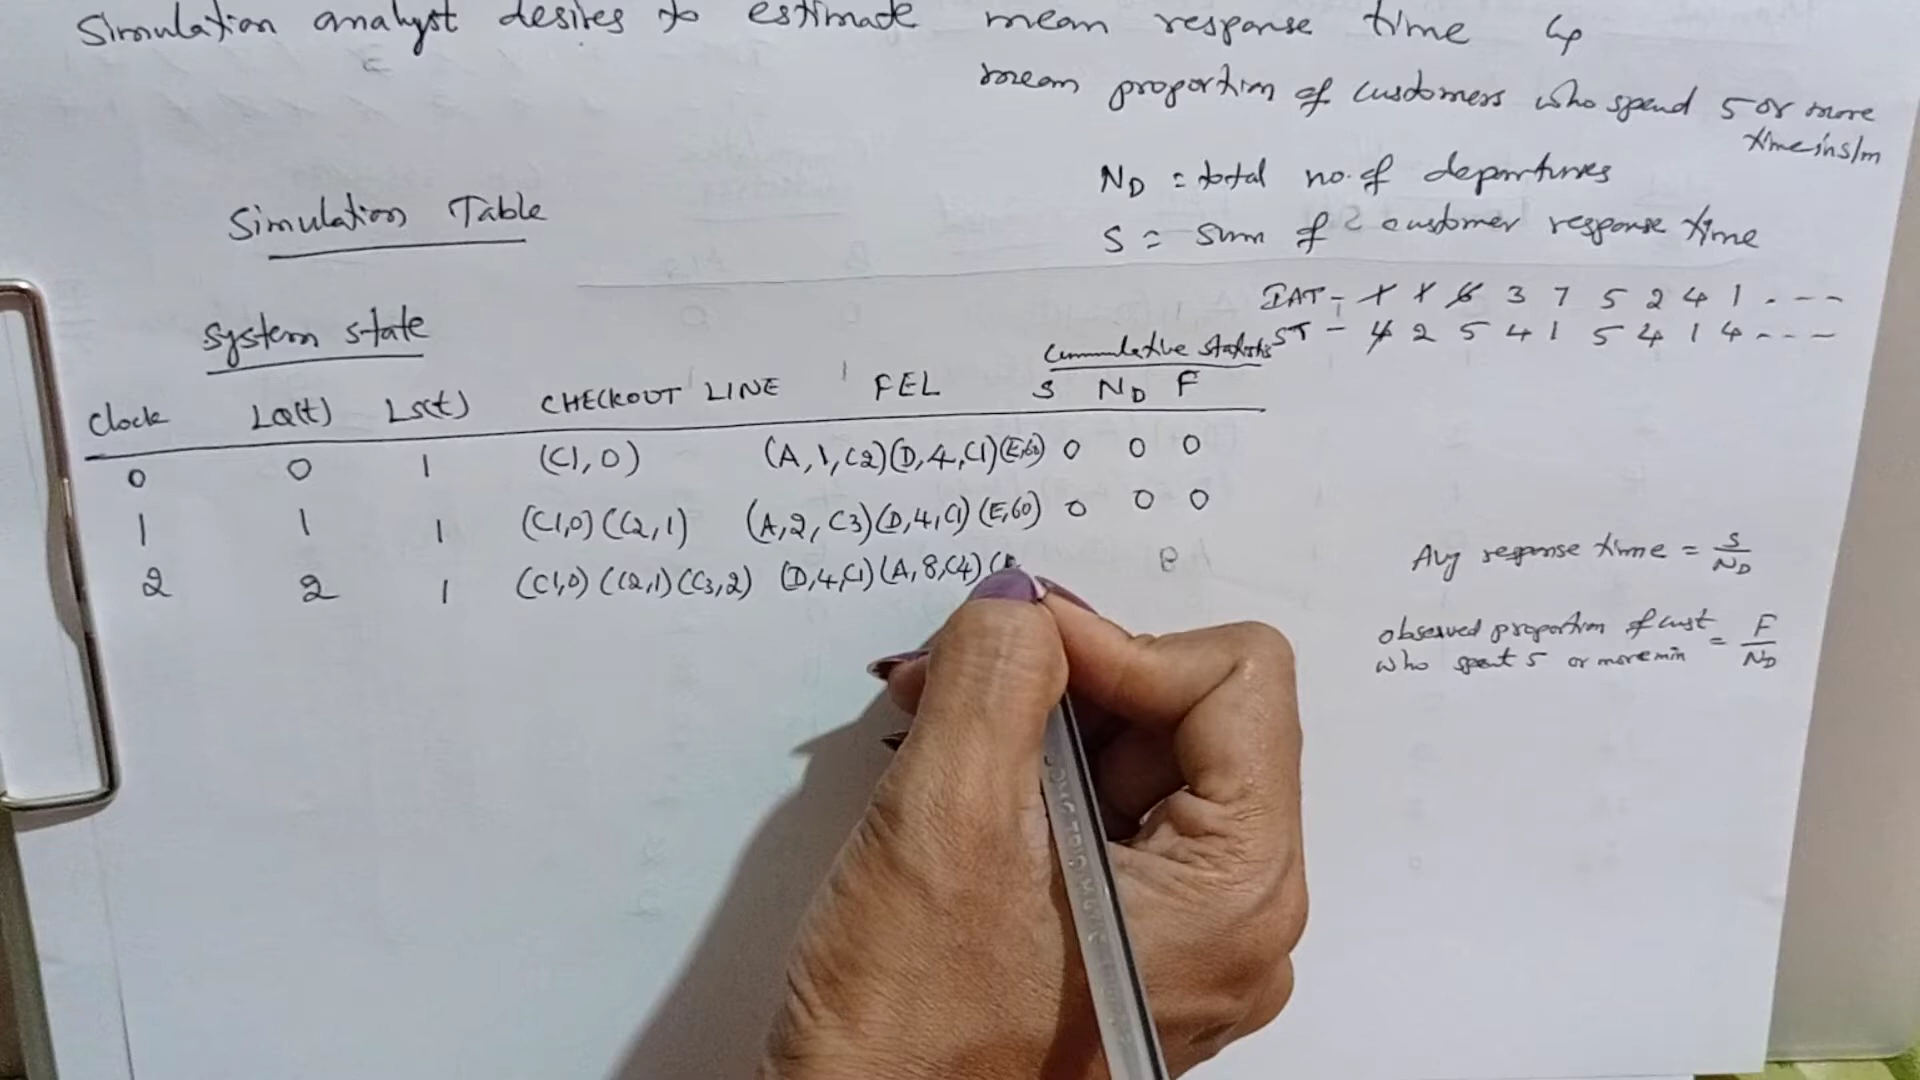 Simulation analyst desires to estimate mean response time &
mean proportion of customers who spend 5 or more
time in s/m
ND = total no. of departures
S = Sum of customer response time
Simulation Table
IAT - 1 1 6 3 7 5 2 4 1 . - - -
ST - 4 2 5 4 1 5 4 1 4 - - - -
System state
Cummulative Statistics
Clock LQ(t) LS(t) CHECKOUT LINE FEL S ND F
0 0 1 (C1,0) (A,1,C2)(D,4,C1)(E,60) 0 0 0
1 1 1 (C1,0)(C2,1) (A,2,C3)(D,4,C1)(E,60) 0 0 0
2 2 1 (C1,0)(C2,1)(C3,2) (D,4,C1)(A,8,C4)(
Avg response time = S/ND
observed proportion of cust
who spent 5 or more min = F/ND